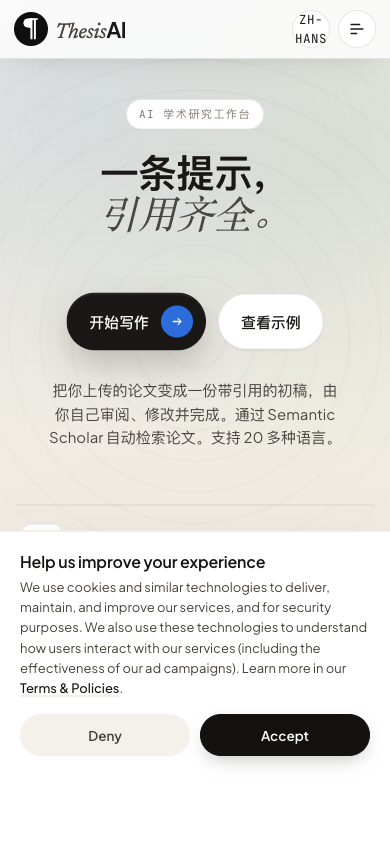 ThesisAI
ZH-
HANS
AI 学术研究工作台
一条提示，
引用齐全。
开始写作
查看示例
把你上传的论文变成一份带引用的初稿，由
你自己审阅、修改并完成。通过 Semantic
Scholar 自动检索论文。支持 20 多种语言。
Help us improve your experience
We use cookies and similar technologies to deliver,
maintain, and improve our services, and for security
purposes. We also use these technologies to understand
how users interact with our services (including the
effectiveness of our ad campaigns). Learn more in our
Terms & Policies.
Deny
Accept